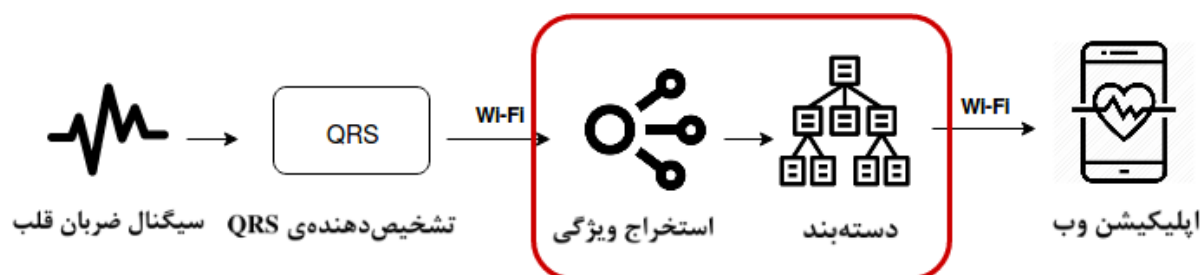 QRS
Wi-Fi
Wi-Fi
سیگنال ضربان قلب
تشخیص‌دهنده‌ی QRS
استخراج ویژگی
دسته‌بند
اپلیکیشن وب